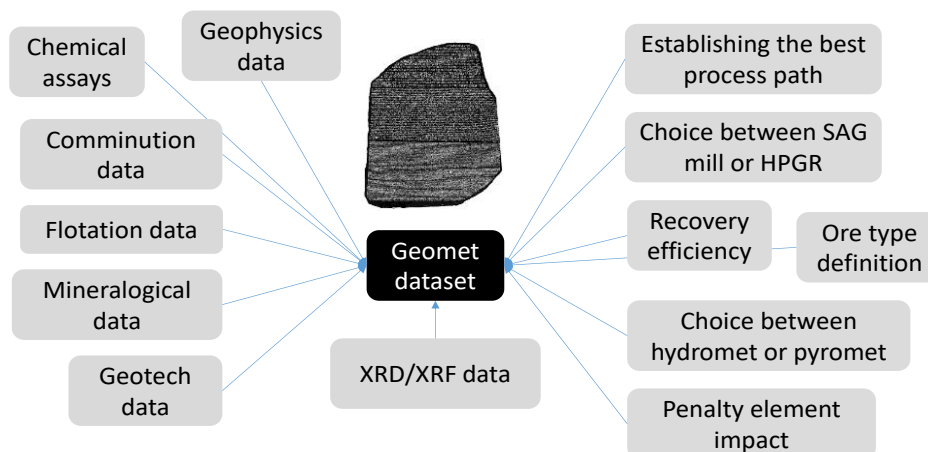 Chemical
assays
Geophysics
data
Comminution
data
Flotation data
Mineralogical
data
Geotech
data
Geomet
dataset
XRD/XRF data
Establishing the best
process path
Choice between SAG
mill or HPGR
Recovery
efficiency
Ore type
definition
Choice between
hydromet or pyromet
Penalty element
impact